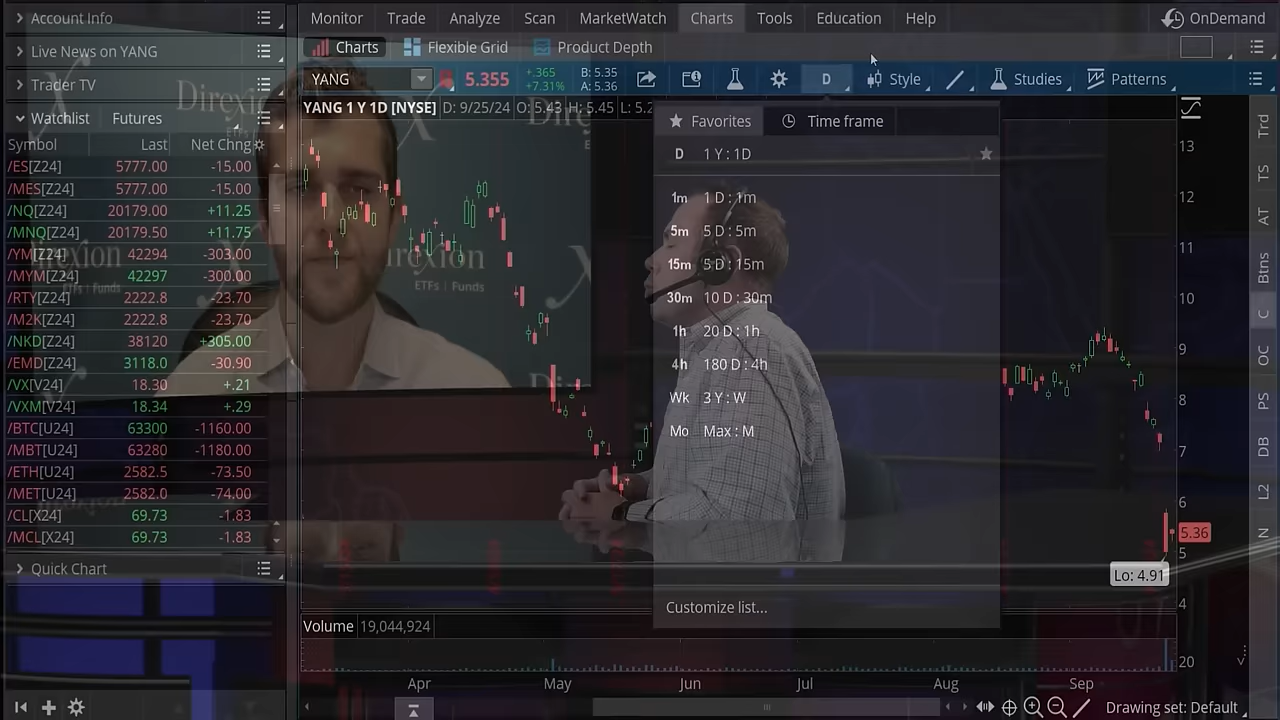 Account Info
Monitor Trade Analyze Scan MarketWatch Charts Tools Education Help OnDemand
Live News on YANG
Charts Flexible Grid Product Depth
Trader TV
YANG 5.355 +.365 +7.31% B: 5.35 A: 5.36 D Style Studies Patterns
Watchlist Futures
YANG 1 Y 1D [NYSE] D: 9/25/24 O: 5.43 H: 5.45 L: 5.2
Favorites Time frame
Symbol Last Net Chng
D 1 Y : 1D
1m 1 D : 1m
5m 5 D : 5m
15m 5 D : 15m
30m 10 D : 30m
1h 20 D : 1h
4h 180 D : 4h
Wk 3 Y : W
Mo Max : M
Customize list...
/ES[Z24] 5777.00 -15.00
/MES[Z24] 5777.00 -15.00
/NQ[Z24] 20179.00 +11.25
/MNQ[Z24] 20179.50 +11.75
/YM[Z24] 42294 -303.00
/MYM[Z24] 42297 -300.00
/RTY[Z24] 2222.8 -23.70
/M2K[Z24] 2222.8 -23.70
/NKD[Z24] 38120 +305.00
/EMD[Z24] 3118.0 -30.90
/VX[V24] 18.30 +.21
/VXM[V24] 18.34 +.29
/BTC[U24] 63300 -1160.00
/MBT[U24] 63280 -1180.00
/ETH[U24] 2582.5 -73.50
/MET[U24] 2582.0 -74.00
/CL[X24] 69.73 -1.83
/MCL[X24] 69.73 -1.83
Quick Chart
Direxion
ETFs | Funds
Direxion
ETFs | Funds
13
12
11
10
9
8
7
6
5.36
5
Lo: 4.91
4
Volume 19,044,924
20
Apr May Jun Jul Aug Sep
Drawing set: Default
Trd
TS
AT
Btns
C
OC
PS
DB
L2
N